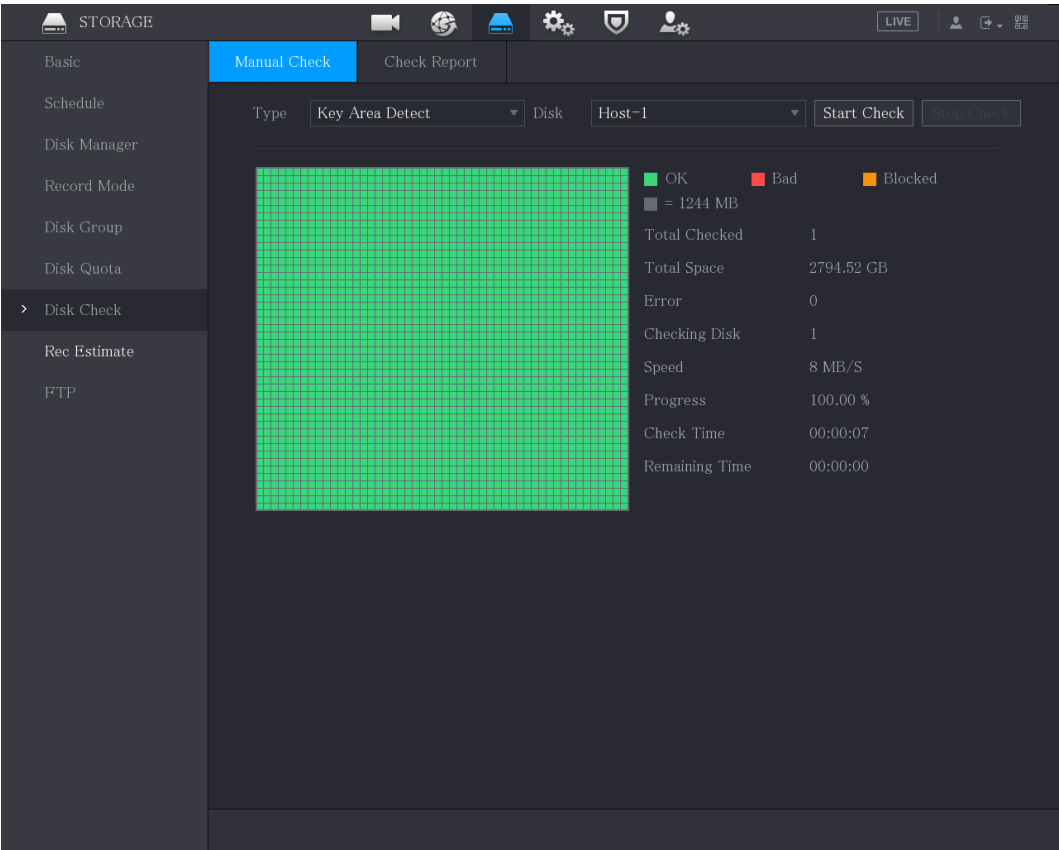 STORAGE LIVE
Basic
Manual Check Check Report
Schedule
Type Key Area Detect Disk Host-1 Start Check Stop Check
Disk Manager
Record Mode
Disk Group
Disk Quota
Disk Check
Rec Estimate
FTP
OK Bad Blocked
= 1244 MB
Total Checked 1
Total Space 2794.52 GB
Error 0
Checking Disk 1
Speed 8 MB/S
Progress 100.00 %
Check Time 00:00:07
Remaining Time 00:00:00